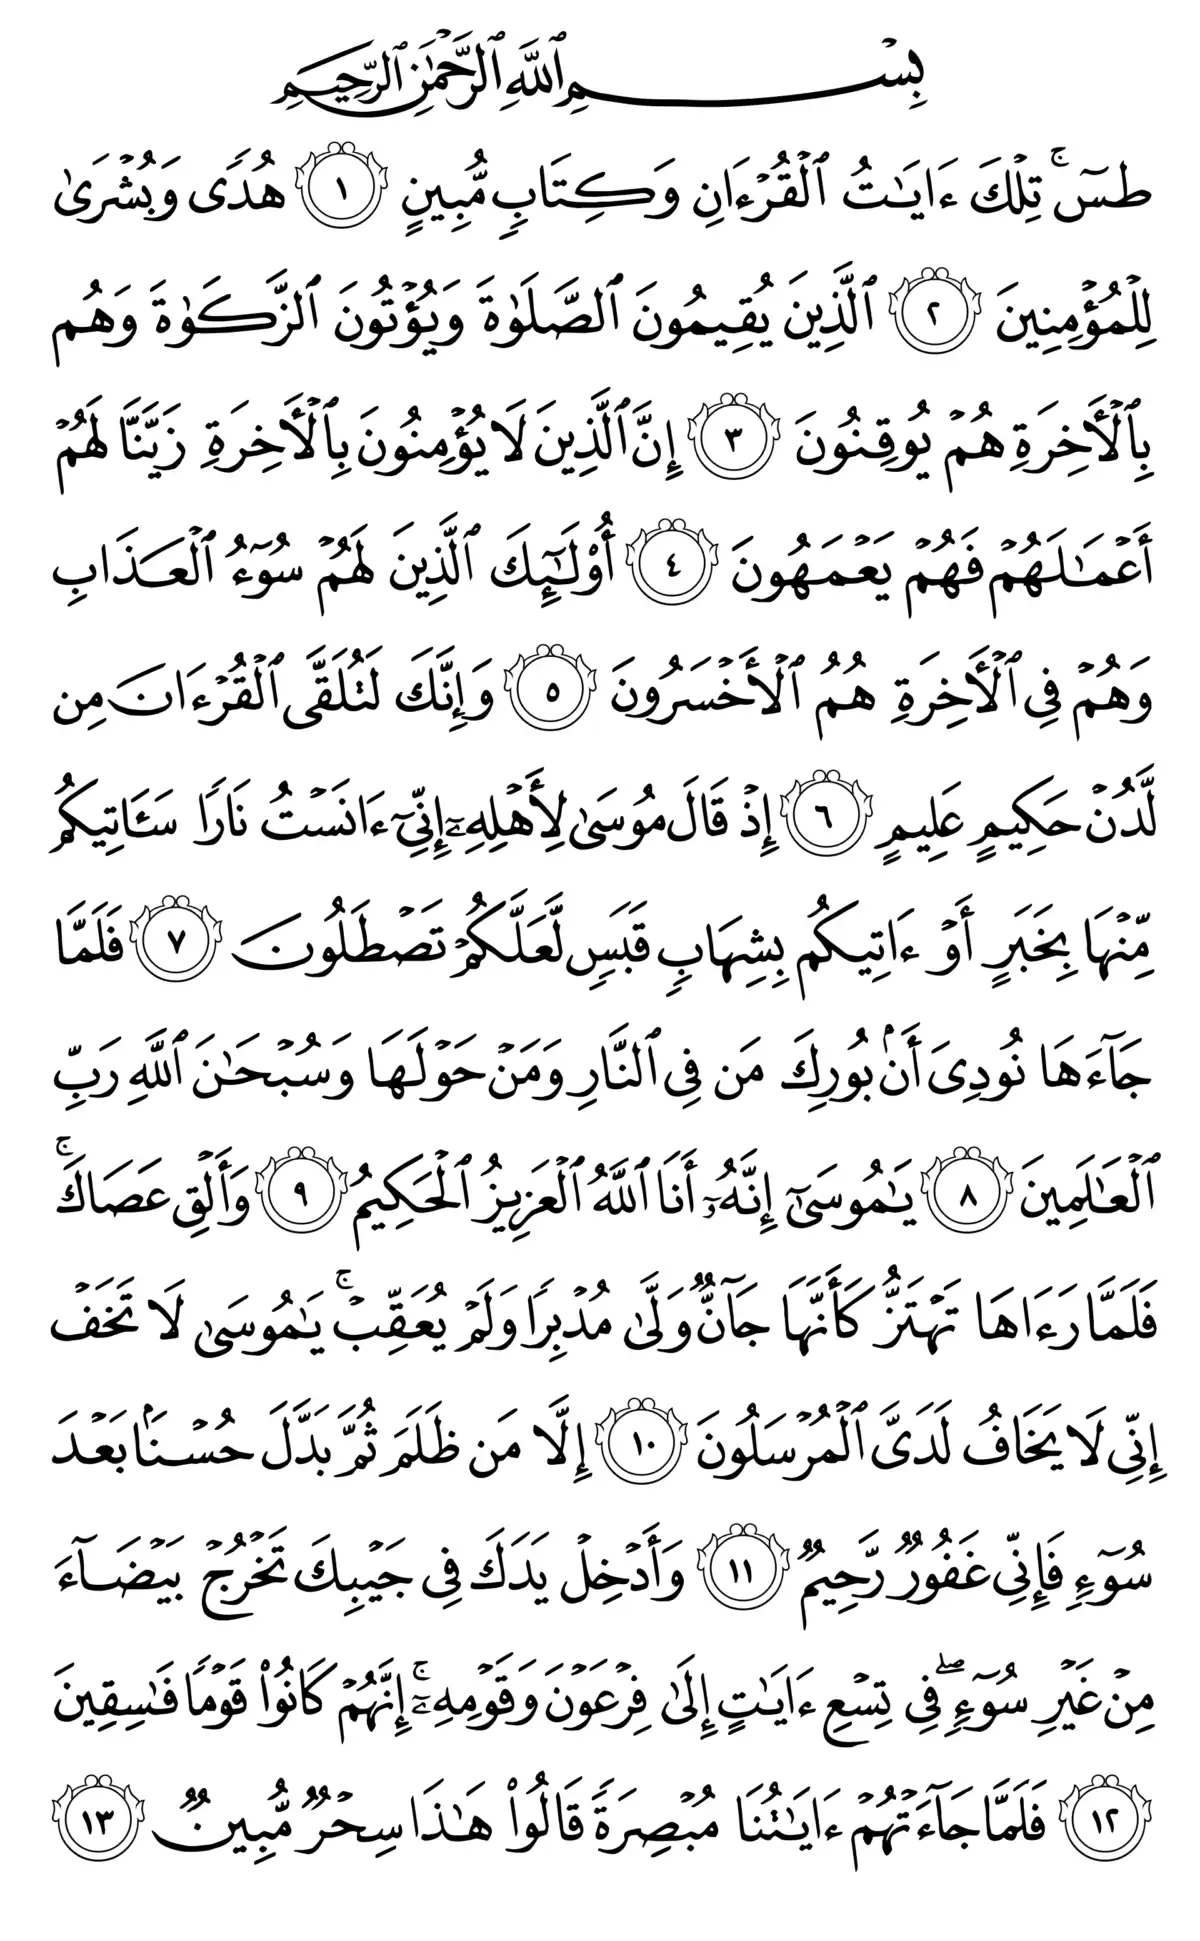 بِسْمِ ٱللَّهِ ٱلرَّحْمَٰنِ ٱلرَّحِيمِ
طسٓ ۚ تِلْكَ ءَايَـٰتُ ٱلْقُرْءَانِ وَكِتَابٍ مُّبِينٍ ١ هُدًى وَبُشْرَىٰ
لِلْمُؤْمِنِينَ ٢ ٱلَّذِينَ يُقِيمُونَ ٱلصَّلَوٰةَ وَيُؤْتُونَ ٱلزَّكَوٰةَ وَهُم
بِٱلْـَٔاخِرَةِ هُمْ يُوقِنُونَ ٣ إِنَّ ٱلَّذِينَ لَا يُؤْمِنُونَ بِٱلْـَٔاخِرَةِ زَيَّنَّا لَهُمْ
أَعْمَـٰلَهُمْ فَهُمْ يَعْمَهُونَ ٤ أُو۟لَـٰٓئِكَ ٱلَّذِينَ لَهُمْ سُوٓءُ ٱلْعَذَابِ
وَهُمْ فِى ٱلْـَٔاخِرَةِ هُمُ ٱلْأَخْسَرُونَ ٥ وَإِنَّكَ لَتُلَقَّى ٱلْقُرْءَانَ مِن
لَّدُنْ حَكِيمٍ عَلِيمٍ ٦ إِذْ قَالَ مُوسَىٰ لِأَهْلِهِۦٓ إِنِّىٓ ءَانَسْتُ نَارًا سَـَٔاتِيكُم
مِّنْهَا بِخَبَرٍ أَوْ ءَاتِيكُم بِشِهَابٍ قَبَسٍ لَّعَلَّكُمْ تَصْطَلُونَ ٧ فَلَمَّا
جَآءَهَا نُودِىَ أَنۢ بُورِكَ مَن فِى ٱلنَّارِ وَمَنْ حَوْلَهَا وَسُبْحَـٰنَ ٱللَّهِ رَبِّ
ٱلْعَـٰلَمِينَ ٨ يَـٰمُوسَىٰٓ إِنَّهُۥٓ أَنَا ٱللَّهُ ٱلْعَزِيزُ ٱلْحَكِيمُ ٩ وَأَلْقِ عَصَاكَ ۚ
فَلَمَّا رَءَاهَا تَهْتَزُّ كَأَنَّهَا جَآنٌّ وَلَّىٰ مُدْبِرًا وَلَمْ يُعَقِّبْ ۚ يَـٰمُوسَىٰ لَا تَخَفْ
إِنِّى لَا يَخَافُ لَدَىَّ ٱلْمُرْسَلُونَ ١٠ إِلَّا مَن ظَلَمَ ثُمَّ بَدَّلَ حُسْنًۢا بَعْدَ
سُوٓءٍ فَإِنِّى غَفُورٌ رَّحِيمٌ ١١ وَأَدْخِلْ يَدَكَ فِى جَيْبِكَ تَخْرُجْ بَيْضَآءَ
مِنْ غَيْرِ سُوٓءٍ ۖ فِى تِسْعِ ءَايَـٰتٍ إِلَىٰ فِرْعَوْنَ وَقَوْمِهِۦٓ ۚ إِنَّهُمْ كَانُوا۟ قَوْمًا فَـٰسِقِينَ
١٢ فَلَمَّا جَآءَتْهُمْ ءَايَـٰتُنَا مُبْصِرَةً قَالُوا۟ هَـٰذَا سِحْرٌ مُّبِينٌ ١٣